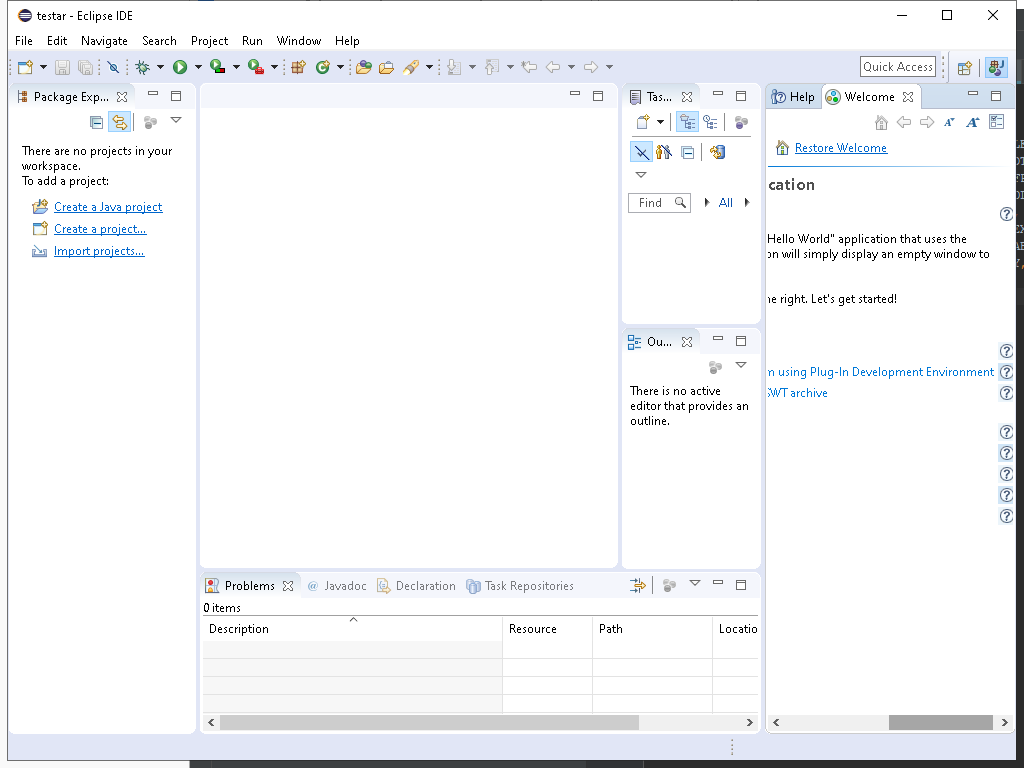 testar - Eclipse IDE
File Edit Navigate Search Project Run Window Help
Quick Access
Package Exp...
There are no projects in your
workspace.
To add a project:
Create a Java project
Create a project...
Import projects...
Tas...
Find
All
Ou...
There is no active
editor that provides an
outline.
Help
Welcome
Restore Welcome
cation
Hello World" application that uses the
on will simply display an empty window to
he right. Let's get started!
n using Plug-In Development Environment
SWT archive
Problems
@ Javadoc
Declaration
Task Repositories
0 items
Description Resource Path Locatio